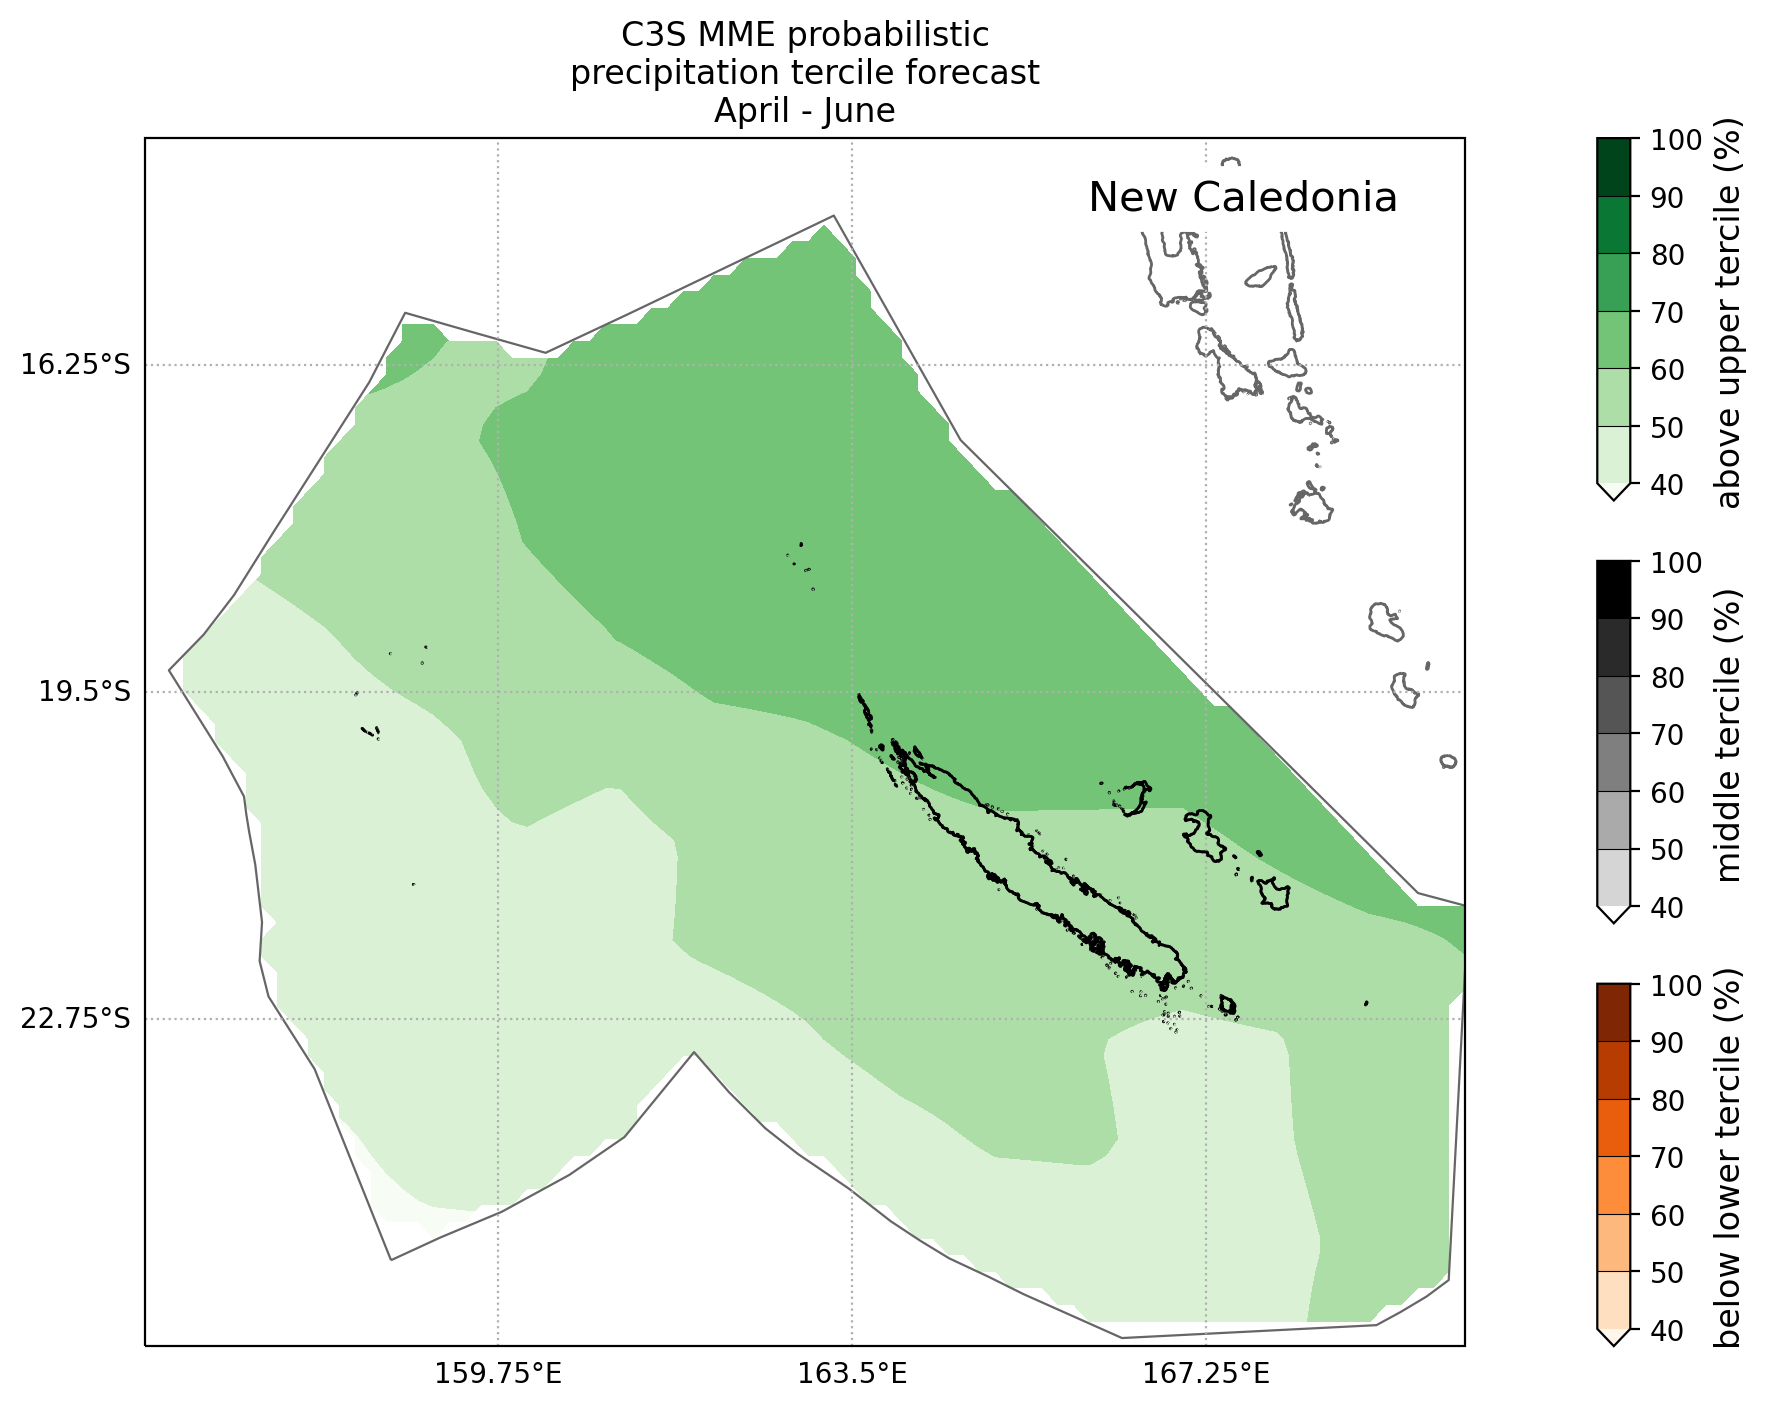 C3S MME probabilistic
precipitation tercile forecast
April - June
New Caledonia
16.25°S
19.5°S
22.75°S
159.75°E
163.5°E
167.25°E
100
90
80
70
60
50
40
above upper tercile (%)
100
90
80
70
60
50
40
middle tercile (%)
100
90
80
70
60
50
40
below lower tercile (%)